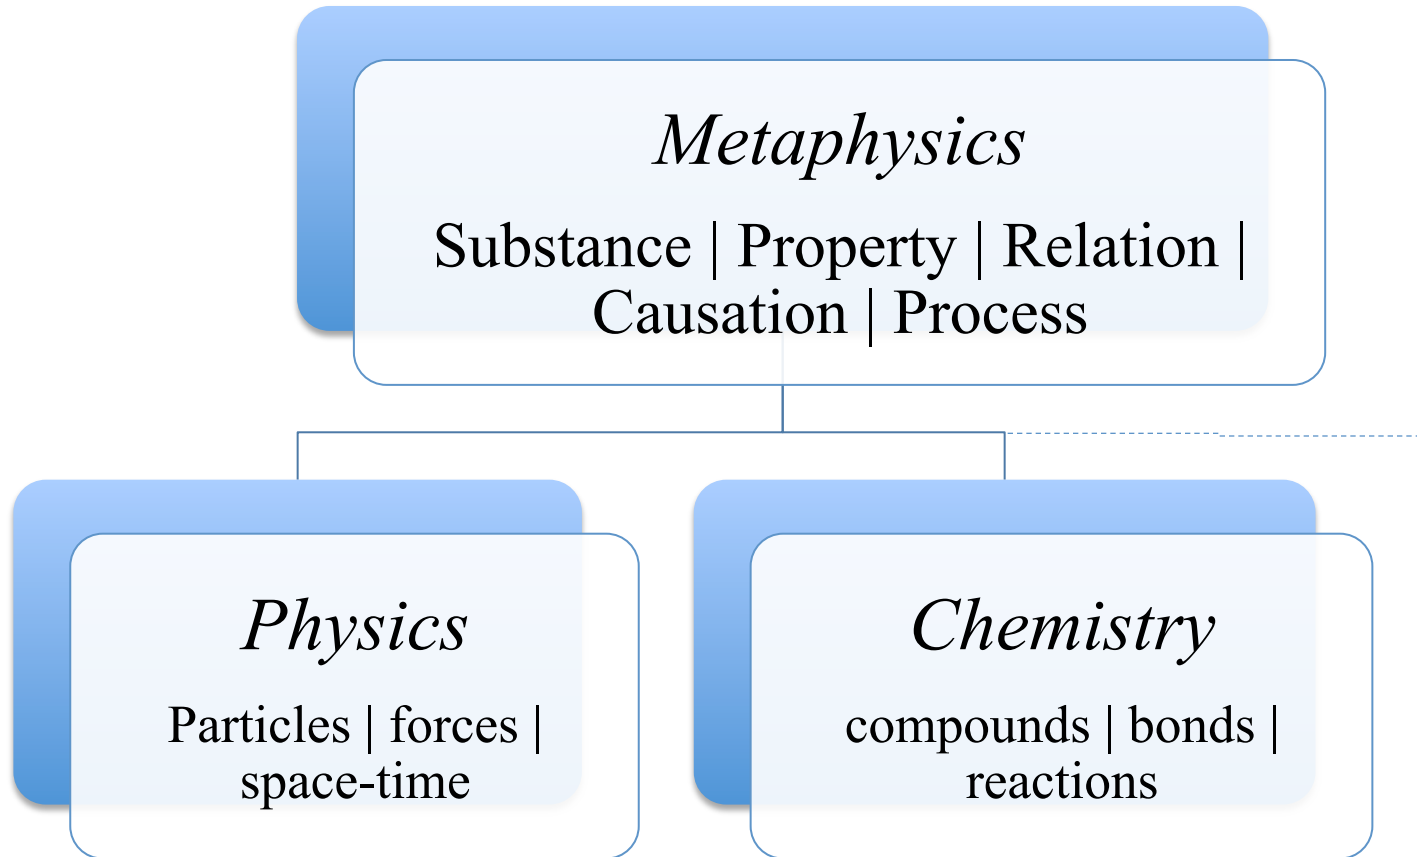 Metaphysics
Substance | Property | Relation |
Causation | Process
Physics
Particles | forces |
space-time
Chemistry
compounds | bonds |
reactions